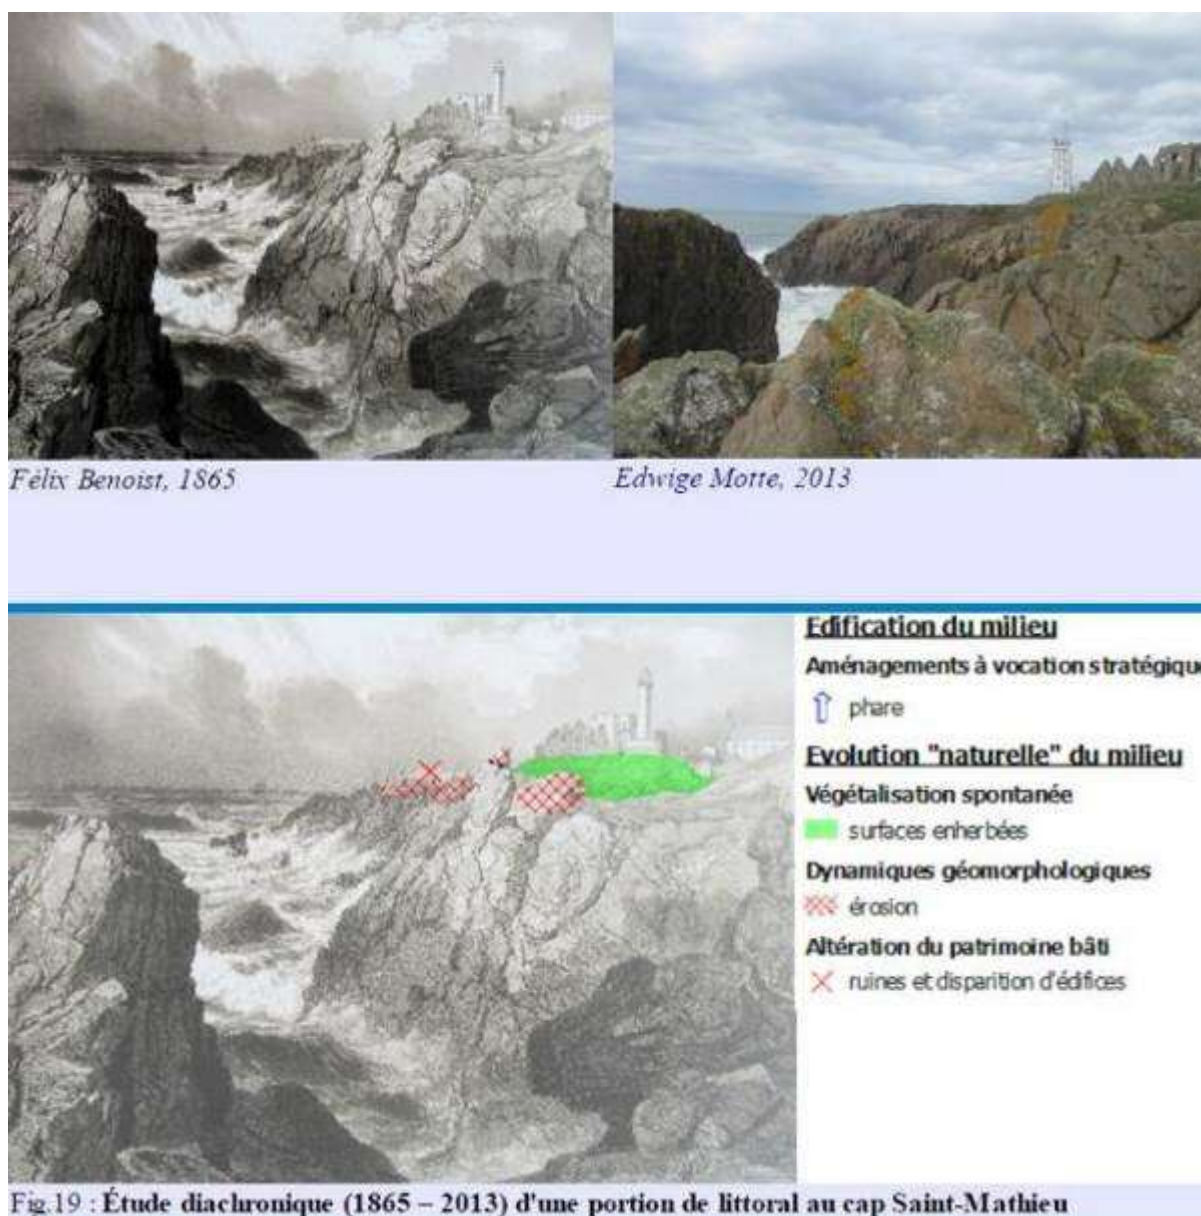 Félix Benoist, 1865
Edwige Motte, 2013
Edification du milieu
Aménagements à vocation stratégique
phare
Evolution "naturelle" du milieu
Végétalisation spontanée
surfaces enherbées
Dynamiques géomorphologiques
érosion
Altération du patrimoine bâti
ruines et disparition d'édifices
Fig.19 : Étude diachronique (1865 – 2013) d'une portion de littoral au cap Saint-Mathieu